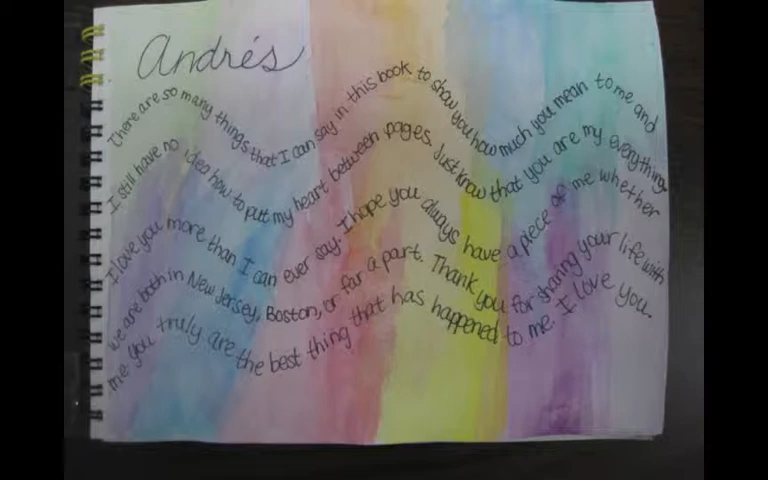 Andrés
There are so many things that I can say in this book to show you how much you mean to me and
I still have no idea how to put my heart between pages. Just know that you are my everything.
I love you more than I can ever say. I hope you always have a piece of me whether
we are both in New Jersey, Boston, or far a part. Thank you for sharing your life with
me. You truly are the best thing that has happened to me. I love you.